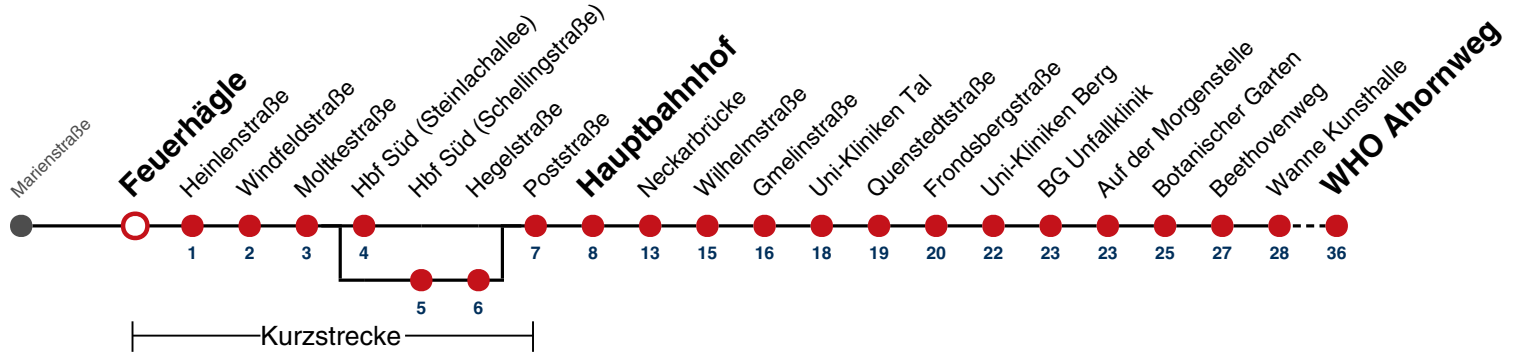 Marienstraße
Feuerhägle
Heinlenstraße
Windfeldstraße
Moltkestraße
Hbf Süd (Steinlachallee)
Hbf Süd (Schellingstraße)
Hegelstraße
Poststraße
Hauptbahnhof
Neckarbrücke
Wilhelmstraße
Gmelinstraße
Uni-Kliniken Tal
Quenstedtstraße
Frondsbergstraße
Uni-Kliniken Berg
BG Unfallklinik
Auf der Morgenstelle
Botanischer Garten
Beethovenweg
Wanne Kunsthalle
WHO Ahornweg
1 2 3 4 7 8 13 15 16 18 19 20 22 23 23 25 27 28 36
5 6
Kurzstrecke